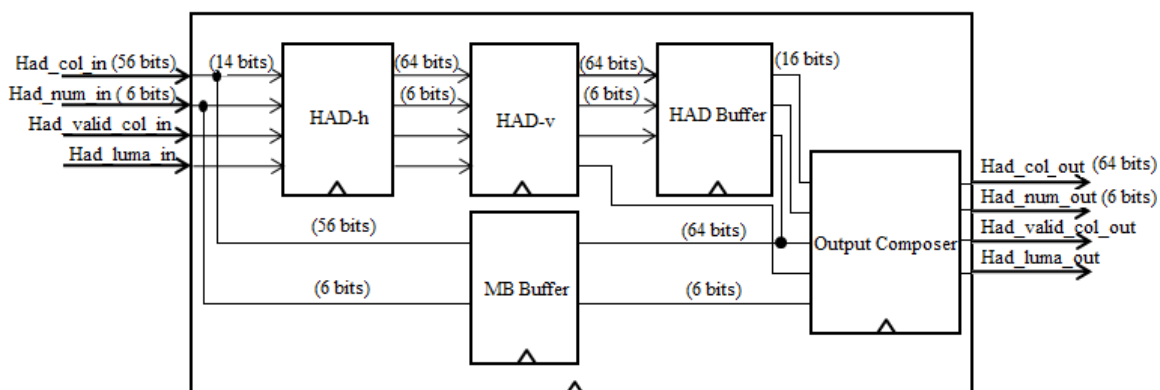 Had_col_in (56 bits)
(14 bits)
(64 bits)
(64 bits)
(16 bits)
Had_num_in ( 6 bits)
(6 bits)
(6 bits)
HAD-h
HAD-v
HAD Buffer
Had_valid_col_in
Had_luma_in
Had_col_out (64 bits)
Had_num_out (6 bits)
Had_valid_col_out
Had_luma_out
(56 bits)
(64 bits)
Output Composer
(6 bits)
MB Buffer
(6 bits)